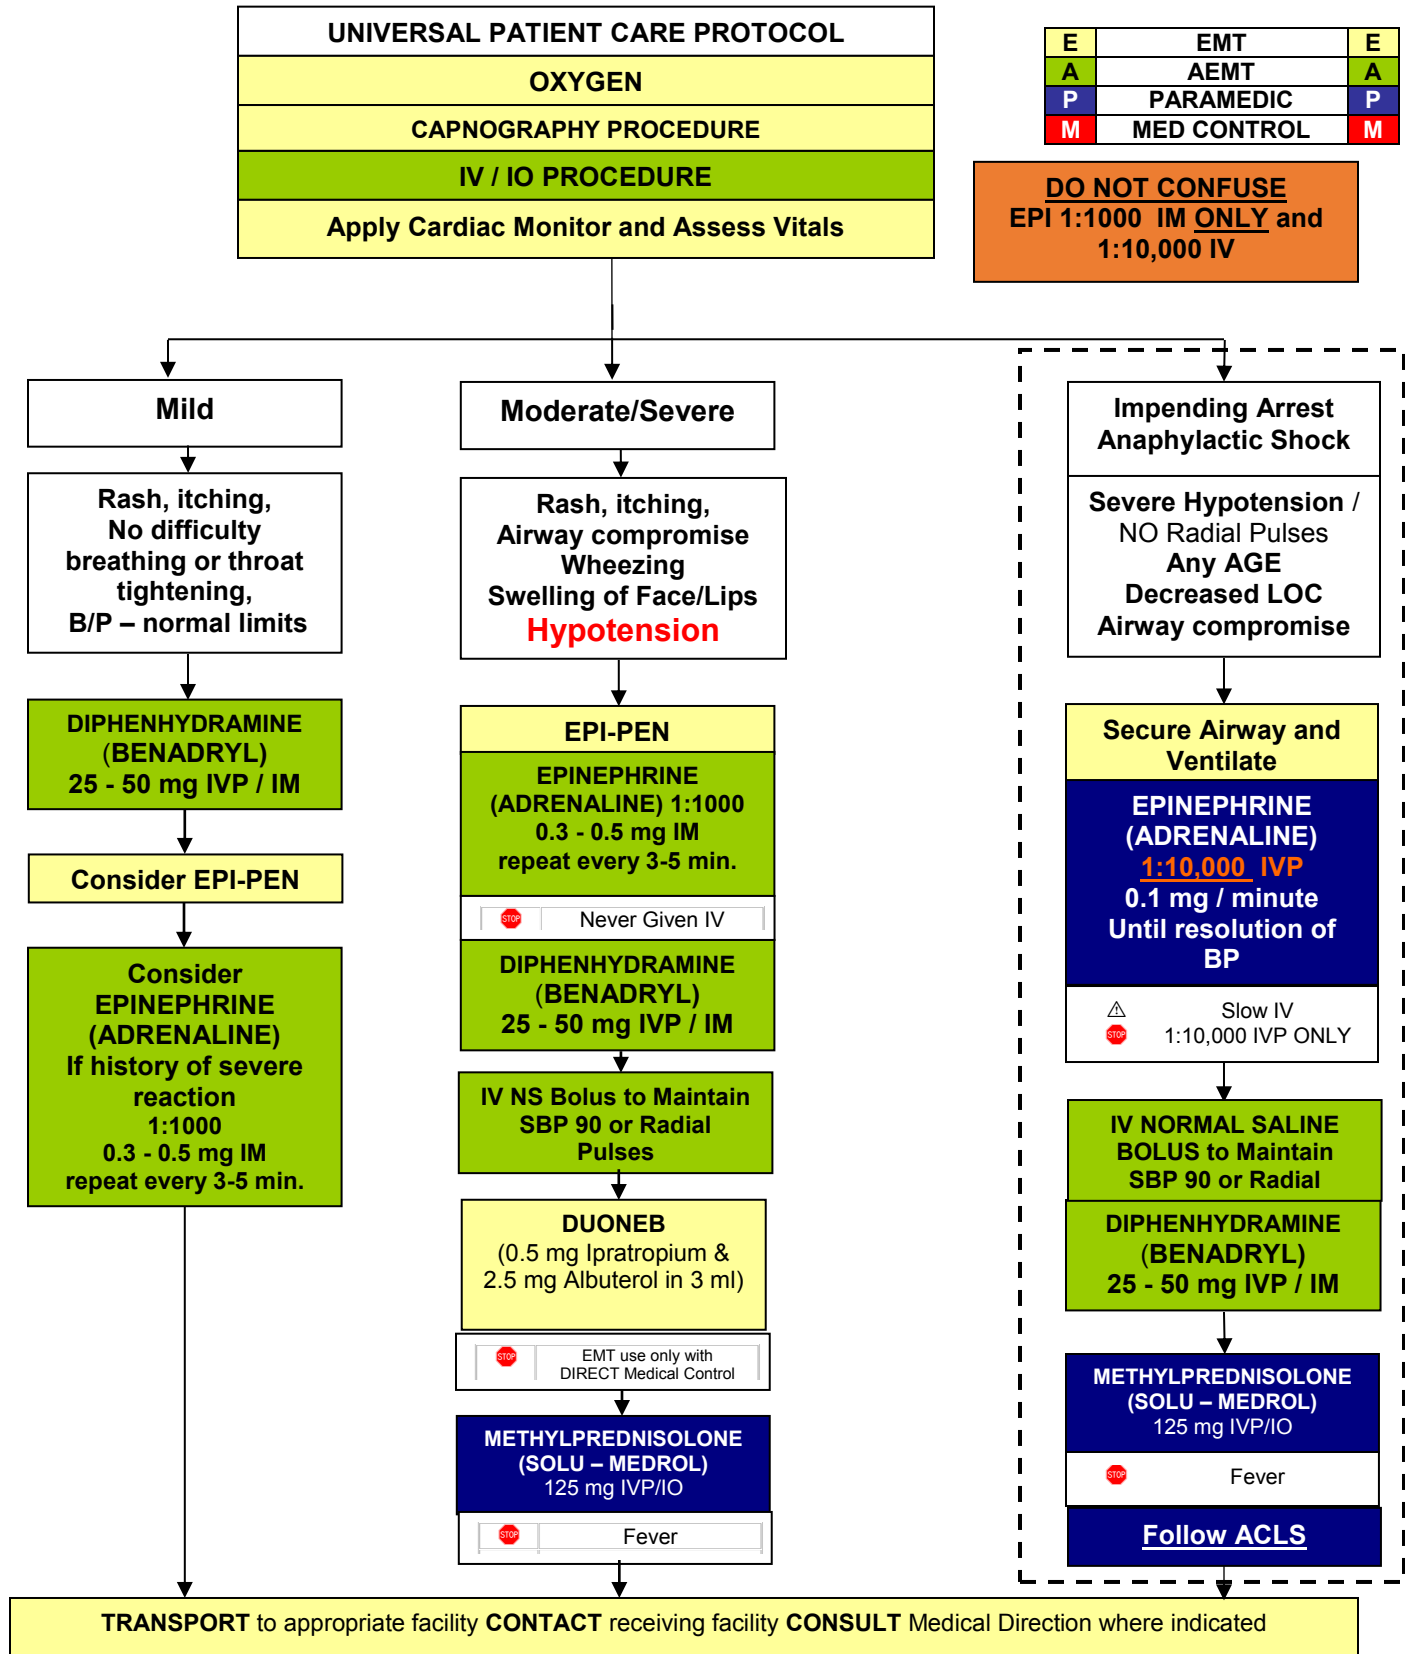 UNIVERSAL PATIENT CARE PROTOCOL
OXYGEN
CAPNOGRAPHY PROCEDURE
IV / IO PROCEDURE
Apply Cardiac Monitor and Assess Vitals
E EMT E
A AEMT A
P PARAMEDIC P
M MED CONTROL M
DO NOT CONFUSE
EPI 1:1000 IM ONLY and
1:10,000 IV
Mild
Rash, itching,
No difficulty
breathing or throat
tightening,
B/P – normal limits
DIPHENHYDRAMINE
(BENADRYL)
25 - 50 mg IVP / IM
Consider EPI-PEN
Consider
EPINEPHRINE
(ADRENALINE)
If history of severe
reaction
1:1000
0.3 - 0.5 mg IM
repeat every 3-5 min.
Moderate/Severe
Rash, itching,
Airway compromise
Wheezing
Swelling of Face/Lips
Hypotension
EPI-PEN
EPINEPHRINE
(ADRENALINE) 1:1000
0.3 - 0.5 mg IM
repeat every 3-5 min.
STOP Never Given IV
DIPHENHYDRAMINE
(BENADRYL)
25 - 50 mg IVP / IM
IV NS Bolus to Maintain
SBP 90 or Radial
Pulses
DUONEB
(0.5 mg Ipratropium &
2.5 mg Albuterol in 3 ml)
STOP EMT use only with
DIRECT Medical Control
METHYLPREDNISOLONE
(SOLU – MEDROL)
125 mg IVP/IO
STOP Fever
Impending Arrest
Anaphylactic Shock
Severe Hypotension /
NO Radial Pulses
Any AGE
Decreased LOC
Airway compromise
Secure Airway and
Ventilate
EPINEPHRINE
(ADRENALINE)
1:10,000 IVP
0.1 mg / minute
Until resolution of
BP
⚠ Slow IV
STOP 1:10,000 IVP ONLY
IV NORMAL SALINE
BOLUS to Maintain
SBP 90 or Radial
DIPHENHYDRAMINE
(BENADRYL)
25 - 50 mg IVP / IM
METHYLPREDNISOLONE
(SOLU – MEDROL)
125 mg IVP/IO
STOP Fever
Follow ACLS
TRANSPORT to appropriate facility CONTACT receiving facility CONSULT Medical Direction where indicated